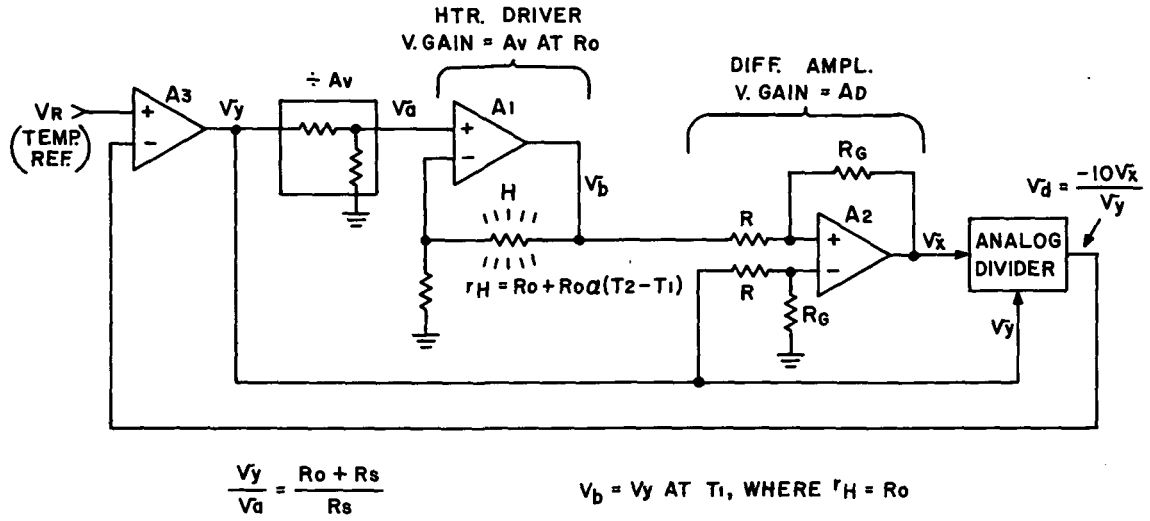 HTR. DRIVER
V. GAIN = Av AT Ro
DIFF. AMPL.
V. GAIN = AD
÷ Av
VR
(TEMP. REF.)
+
-
A3
Vy
Va
+
-
A1
Vb
H
rH = Ro + Roα(T2-T1)
R
R
RG
RG
+
-
A2
Vx
ANALOG
DIVIDER
Vy
Vd = -10Vx / Vy
Vy / Va = Ro + Rs / Rs
Vb = Vy AT T1, WHERE rH = Ro